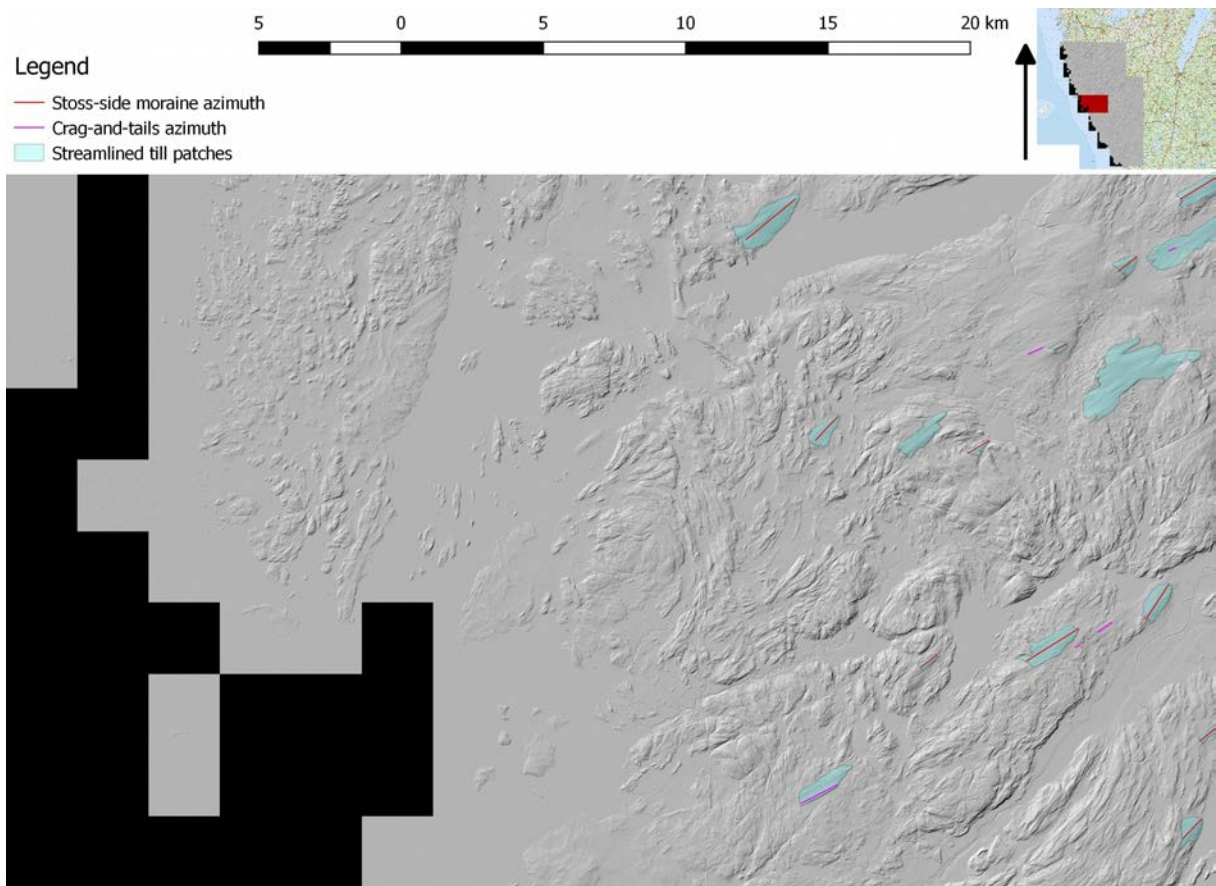 5 0 5 10 15 20 km
Legend
Stoss-side moraine azimuth
Crag-and-tails azimuth
Streamlined till patches